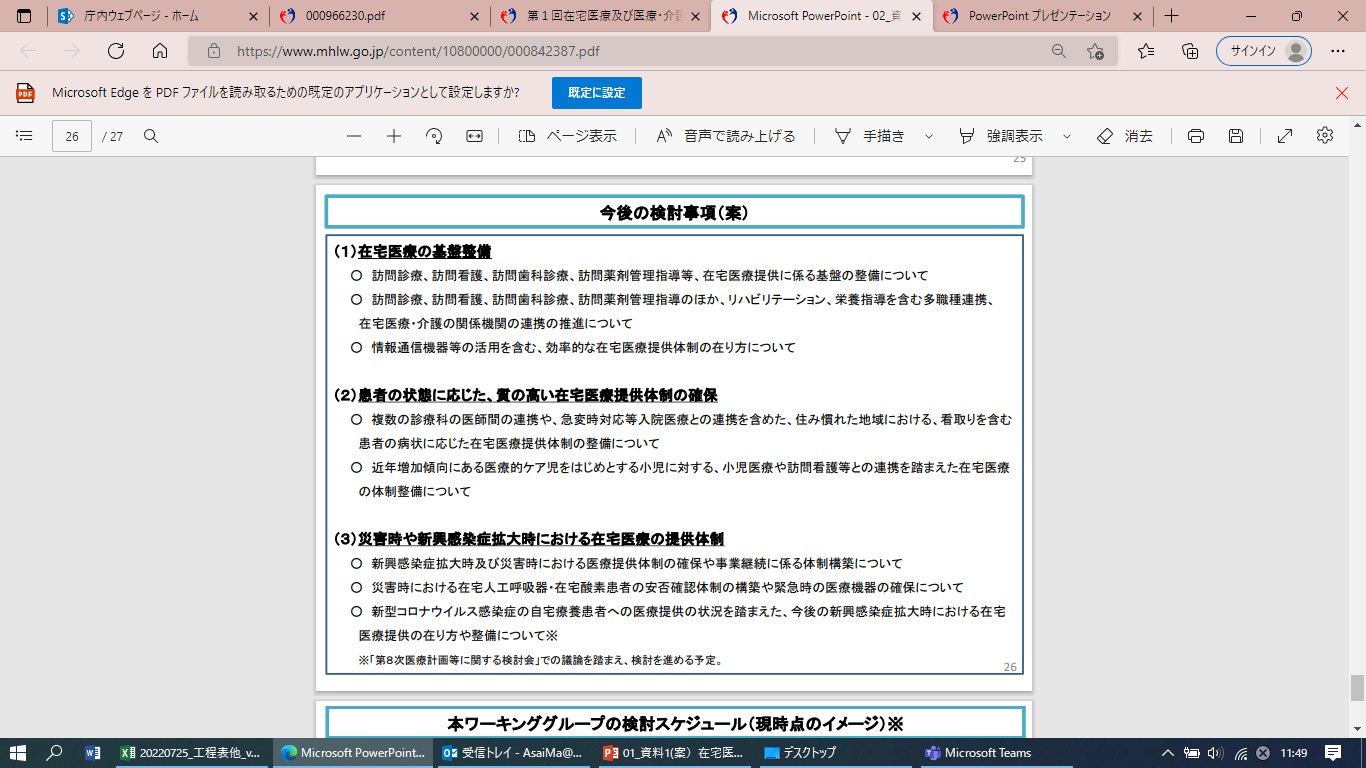 庁内ウェブページ - ホーム
000966230.pdf
第１回在宅医療及び医療・介
Microsoft PowerPoint - 02_資
PowerPoint プレゼンテーション
https://www.mhlw.go.jp/content/10800000/000842387.pdf
サインイン
Microsoft Edge を PDF ファイルを読み取るための既定のアプリケーションとして設定しますか?
既定に設定
26 / 27
ページ表示
音声で読み上げる
手描き
強調表示
消去
25
今後の検討事項（案）
（１）在宅医療の基盤整備
○ 訪問診療、訪問看護、訪問歯科診療、訪問薬剤管理指導等、在宅医療提供に係る基盤の整備について
○ 訪問診療、訪問看護、訪問歯科診療、訪問薬剤管理指導のほか、リハビリテーション、栄養指導を含む多職種連携、
在宅医療・介護の関係機関の連携の推進について
○ 情報通信機器等の活用を含む、効率的な在宅医療提供体制の在り方について
（２）患者の状態に応じた、質の高い在宅医療提供体制の確保
○ 複数の診療科の医師間の連携や、急変時対応等入院医療との連携を含めた、住み慣れた地域における、看取りを含む
患者の病状に応じた在宅医療提供体制の整備について
○ 近年増加傾向にある医療的ケア児をはじめとする小児に対する、小児医療や訪問看護等との連携を踏まえた在宅医療
の体制整備について
（３）災害時や新興感染症拡大時における在宅医療の提供体制
○ 新興感染症拡大時及び災害時における医療提供体制の確保や事業継続に係る体制構築について
○ 災害時における在宅人工呼吸器・在宅酸素患者の安否確認体制の構築や緊急時の医療機器の確保について
○ 新型コロナウイルス感染症の自宅療養患者への医療提供の状況を踏まえた、今後の新興感染症拡大時における在宅
医療提供の在り方や整備について※
※「第８次医療計画等に関する検討会」での議論を踏まえ、検討を進める予定。
26
本ワーキンググループの検討スケジュール（現時点のイメージ）※
20220725_工程表他_v...
Microsoft PowerPoint...
受信トレイ - AsaiMa@...
01_資料1(案）在宅医...
デスクトップ
Microsoft Teams
11:49